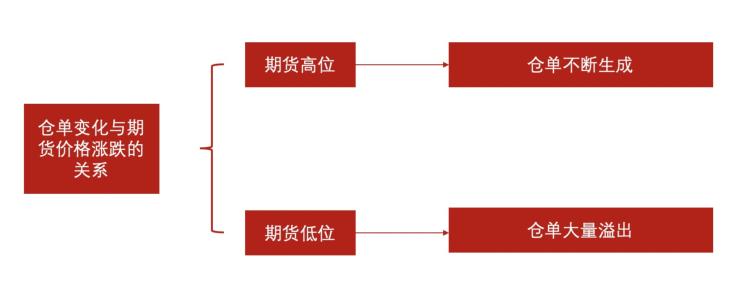 仓单变化与期
货价格涨跌的
关系
期货高位
仓单不断生成
期货低位
仓单大量溢出